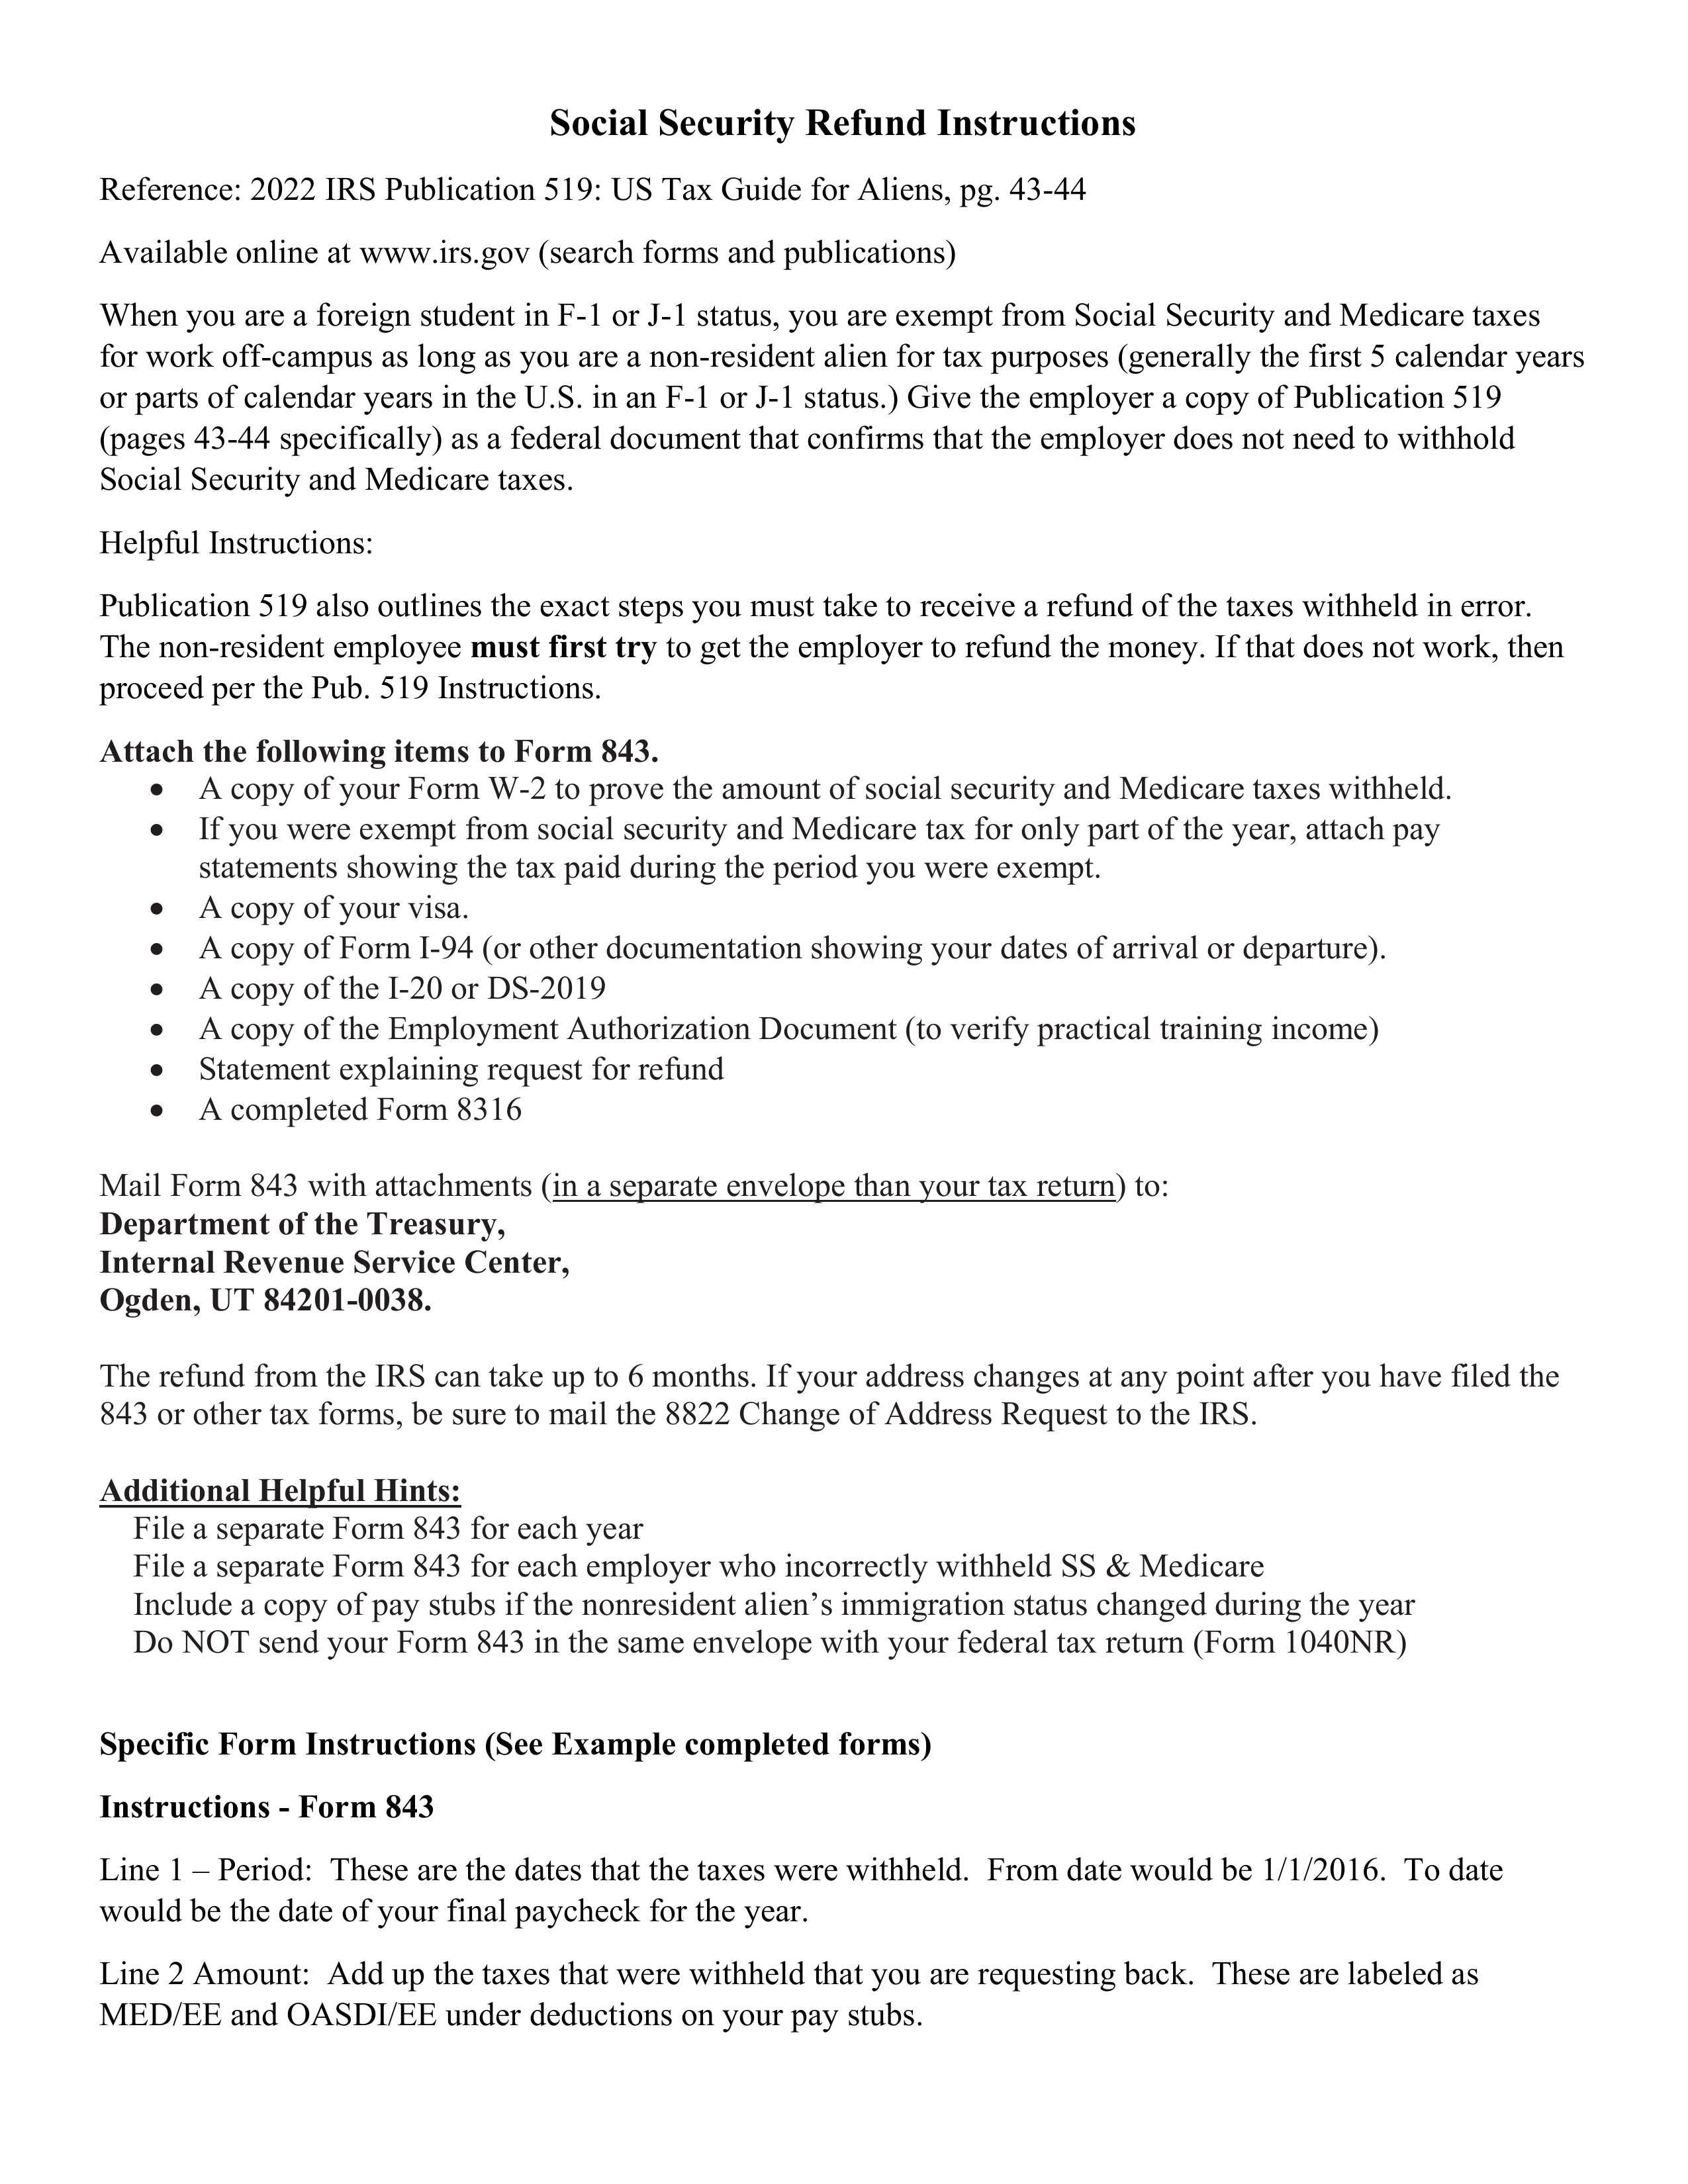 Social Security Refund Instructions
Reference: 2022 IRS Publication 519: US Tax Guide for Aliens, pg. 43-44
Available online at www.irs.gov (search forms and publications)
When you are a foreign student in F-1 or J-1 status, you are exempt from Social Security and Medicare taxes
for work off-campus as long as you are a non-resident alien for tax purposes (generally the first 5 calendar years
or parts of calendar years in the U.S. in an F-1 or J-1 status.) Give the employer a copy of Publication 519
(pages 43-44 specifically) as a federal document that confirms that the employer does not need to withhold
Social Security and Medicare taxes.
Helpful Instructions:
Publication 519 also outlines the exact steps you must take to receive a refund of the taxes withheld in error.
The non-resident employee must first try to get the employer to refund the money. If that does not work, then
proceed per the Pub. 519 Instructions.
Attach the following items to Form 843.
• A copy of your Form W-2 to prove the amount of social security and Medicare taxes withheld.
• If you were exempt from social security and Medicare tax for only part of the year, attach pay
statements showing the tax paid during the period you were exempt.
• A copy of your visa.
• A copy of Form I-94 (or other documentation showing your dates of arrival or departure).
• A copy of the I-20 or DS-2019
• A copy of the Employment Authorization Document (to verify practical training income)
• Statement explaining request for refund
• A completed Form 8316
Mail Form 843 with attachments (in a separate envelope than your tax return) to:
Department of the Treasury,
Internal Revenue Service Center,
Ogden, UT 84201-0038.
The refund from the IRS can take up to 6 months. If your address changes at any point after you have filed the
843 or other tax forms, be sure to mail the 8822 Change of Address Request to the IRS.
Additional Helpful Hints:
File a separate Form 843 for each year
File a separate Form 843 for each employer who incorrectly withheld SS & Medicare
Include a copy of pay stubs if the nonresident alien’s immigration status changed during the year
Do NOT send your Form 843 in the same envelope with your federal tax return (Form 1040NR)
Specific Form Instructions (See Example completed forms)
Instructions - Form 843
Line 1 – Period:  These are the dates that the taxes were withheld.  From date would be 1/1/2016.  To date
would be the date of your final paycheck for the year.
Line 2 Amount:  Add up the taxes that were withheld that you are requesting back.  These are labeled as
MED/EE and OASDI/EE under deductions on your pay stubs.